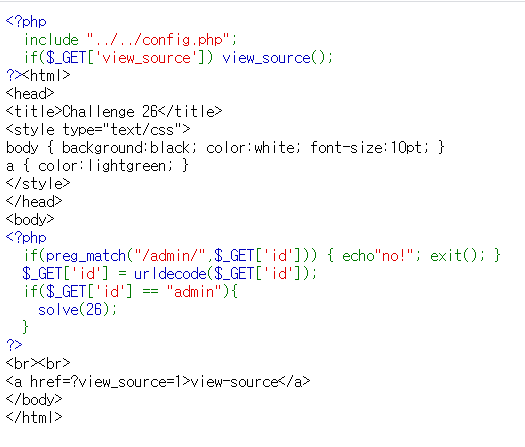 <?php
  include "../../config.php";
  if($_GET['view_source']) view_source();
?><html>
<head>
<title>Challenge 26</title>
<style type="text/css">
body { background:black; color:white; font-size:10pt; }
a { color:lightgreen; }
</style>
</head>
<body>
<?php
  if(preg_match("/admin/",$_GET['id'])) { echo"no!"; exit(); }
  $_GET['id'] = urldecode($_GET['id']);
  if($_GET['id'] == "admin"){
    solve(26);
  }
?>
<br><br>
<a href=?view_source=1>view-source</a>
</body>
</html>